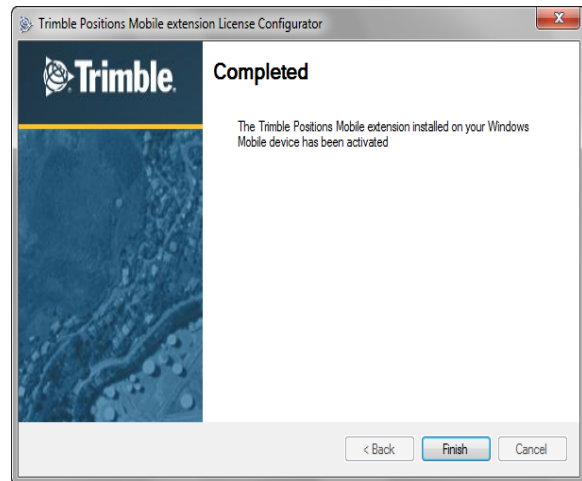 Trimble Positions Mobile extension License Configurator
Trimble.
Completed
The Trimble Positions Mobile extension installed on your Windows
Mobile device has been activated
< Back
Finish
Cancel